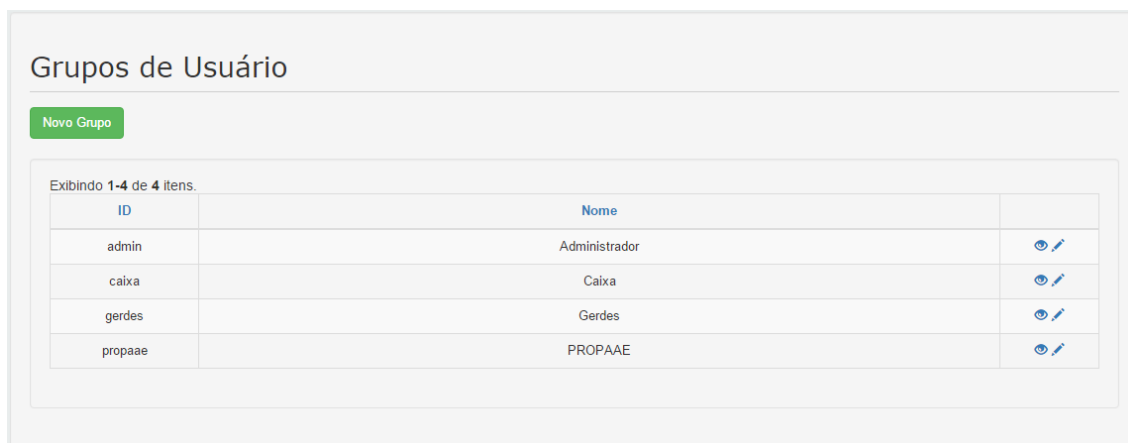 Grupos de Usuário
Novo Grupo
Exibindo 1-4 de 4 itens.
ID Nome
admin Administrador
caixa Caixa
gerdes Gerdes
propaae PROPAAE